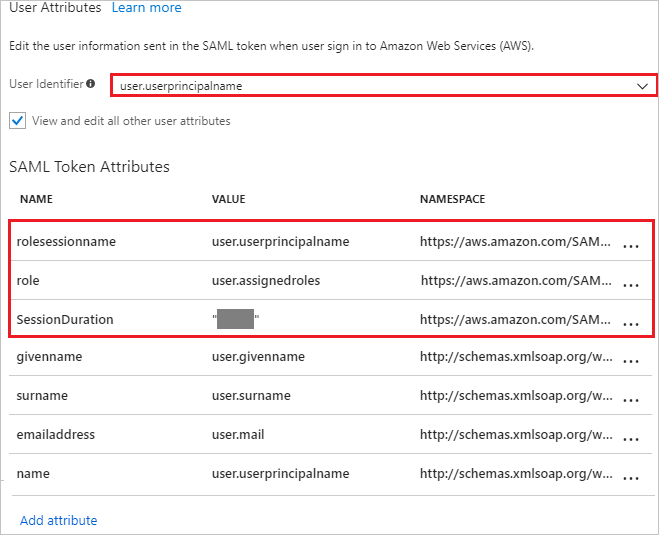 User Attributes Learn more
Edit the user information sent in the SAML token when user sign in to Amazon Web Services (AWS).
User Identifier user.userprincipalname
View and edit all other user attributes
SAML Token Attributes
NAME VALUE NAMESPACE
rolesessionname user.userprincipalname https://aws.amazon.com/SAM... ...
role user.assignedroles https://aws.amazon.com/SAM... ...
SessionDuration " " https://aws.amazon.com/SAM... ...
givenname user.givenname http://schemas.xmlsoap.org/w... ...
surname user.surname http://schemas.xmlsoap.org/w... ...
emailaddress user.mail http://schemas.xmlsoap.org/w... ...
name user.userprincipalname http://schemas.xmlsoap.org/w... ...
Add attribute